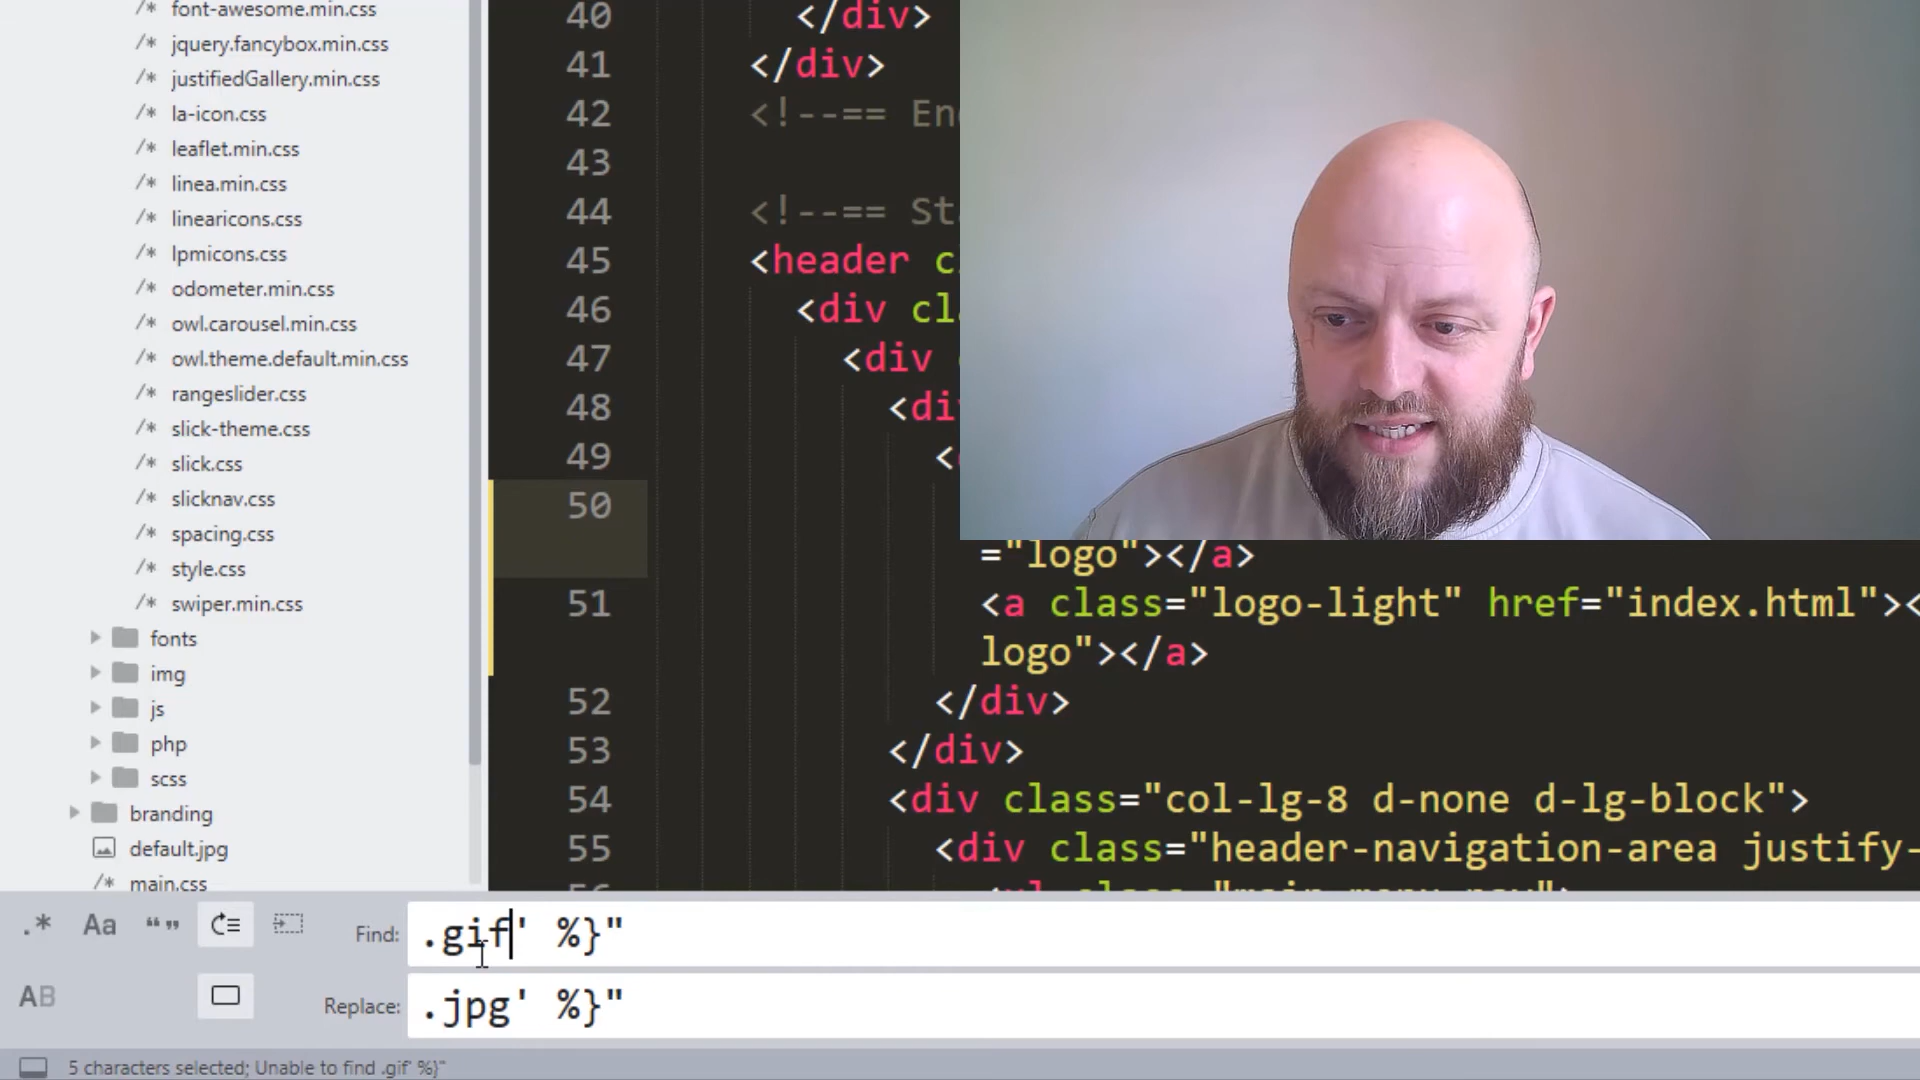 font-awesome.min.css
/* jquery.fancybox.min.css
/* justifiedGallery.min.css
/* la-icon.css
/* leaflet.min.css
/* linea.min.css
/* linearicons.css
/* lpmicons.css
/* odometer.min.css
/* owl.carousel.min.css
/* owl.theme.default.min.css
/* rangeslider.css
/* slick-theme.css
/* slick.css
/* slicknav.css
/* spacing.css
/* style.css
/* swiper.min.css
fonts
img
js
php
scss
branding
default.jpg
/* main.css
40 </div>
41 </div>
42 <!--== En
43
44 <!--== St
45 <header c
46 <div cl
47 <div
48 <di
49 <
50
="logo"></a>
51 <a class="logo-light" href="index.html"><
logo"></a>
52 </div>
53 </div>
54 <div class="col-lg-8 d-none d-lg-block">
55 <div class="header-navigation-area justify-
.* Aa “” Find: .gif' %}"
AB Replace: .jpg' %}"
5 characters selected; Unable to find .gif' %}"